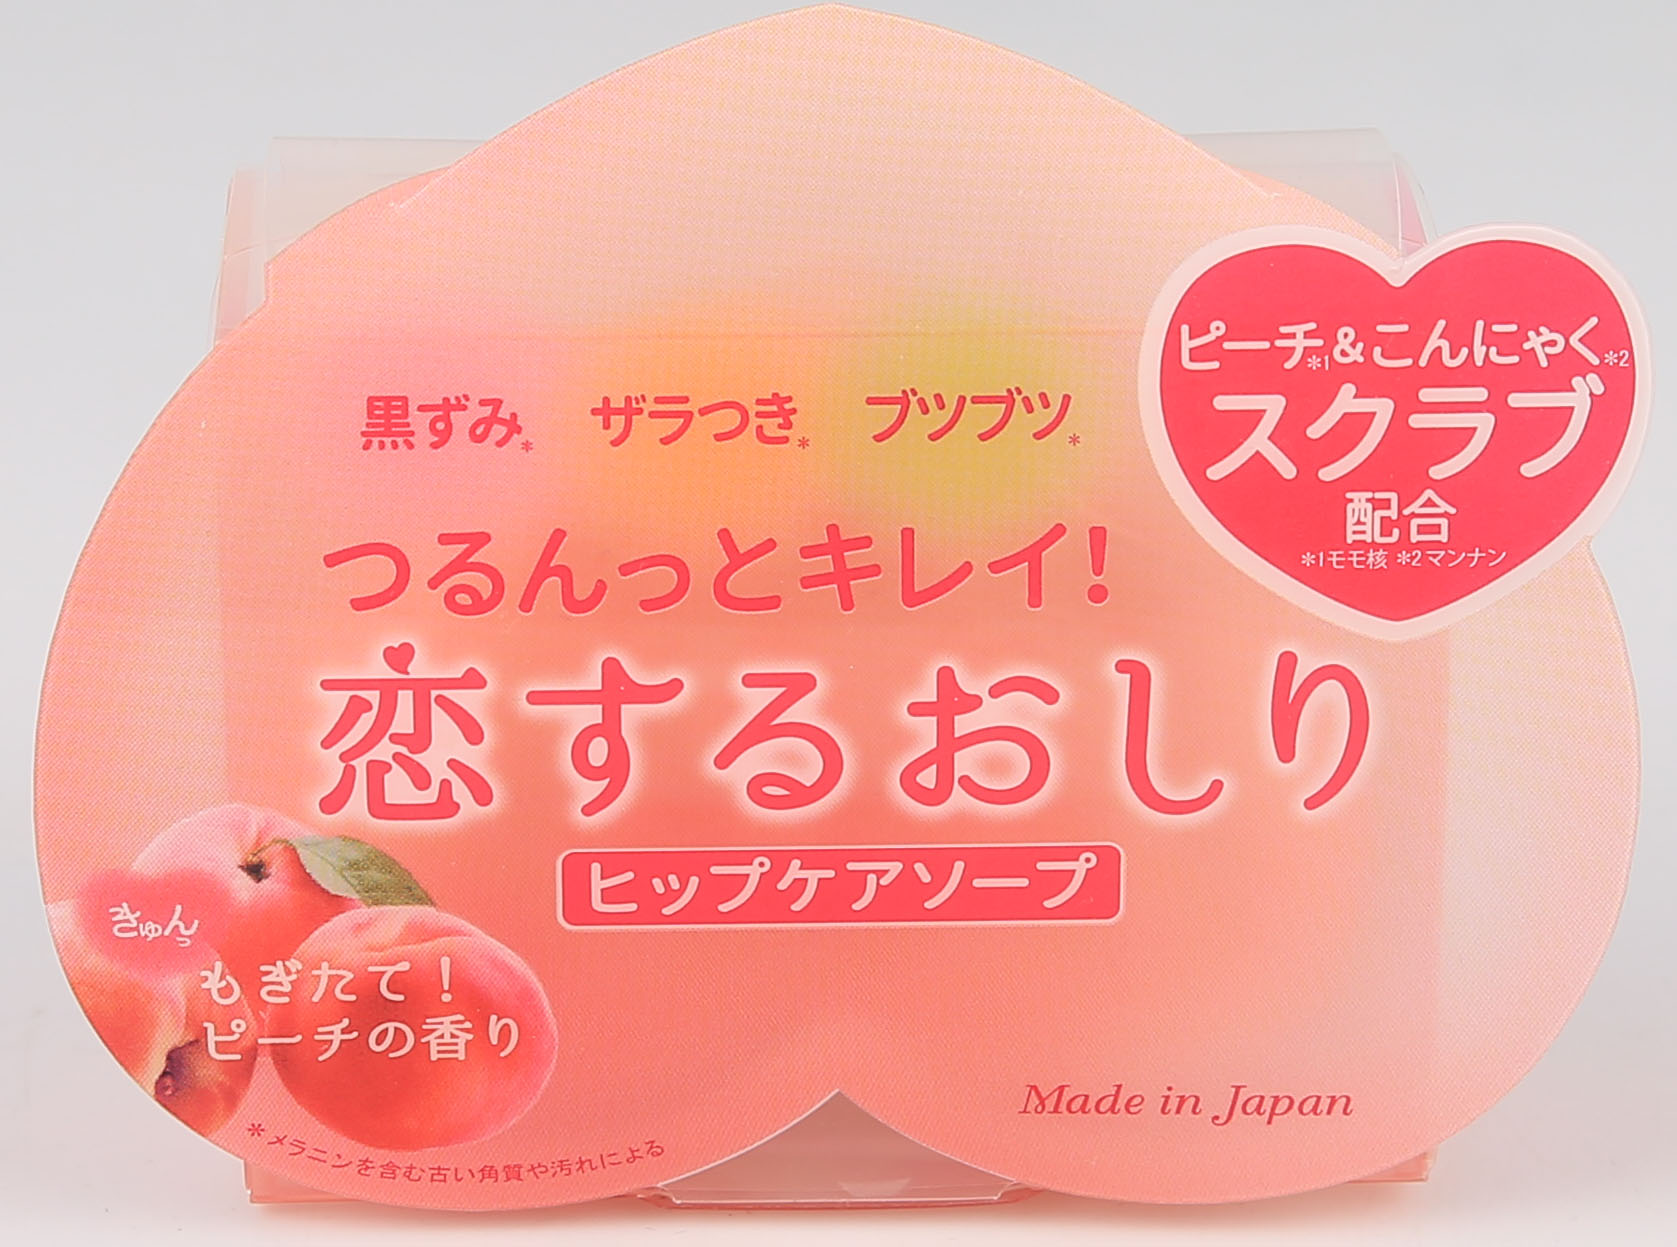 ピーチ*1&こんにゃく*2
スクラブ
配合
*1モモ核 *2マンナン
黒ずみ* ザラつき* ブツブツ*
つるんっとキレイ!
恋するおしり
ヒップケアソープ
きゅんっ
もぎたて!
ピーチの香り
*メラニンを含む古い角質や汚れによる
Made in Japan